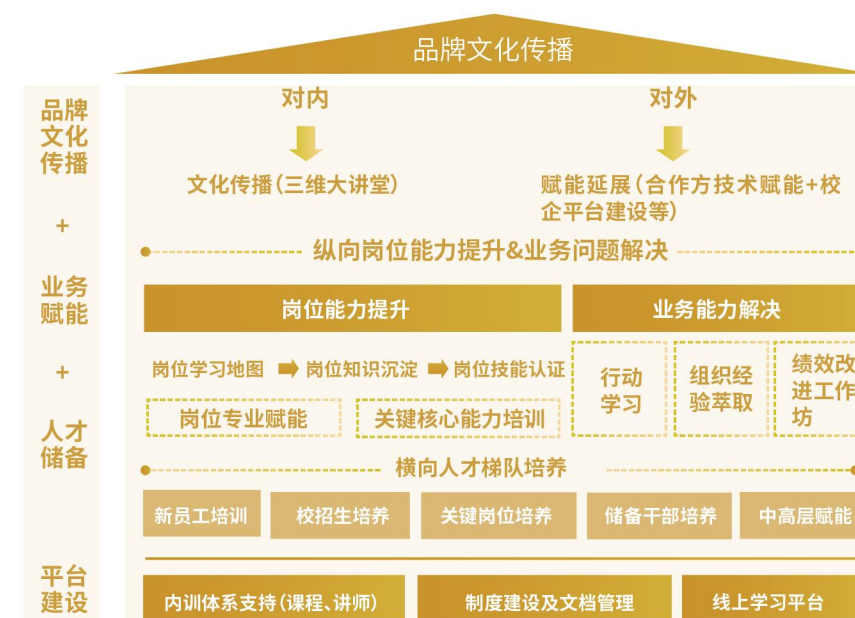 品牌文化传播
品牌
文化
传播
+
业务
赋能
+
人才
储备
平台
建设
对内
对外
文化传播（三维大讲堂）
赋能延展（合作方技术赋能+校
企平台建设等）
纵向岗位能力提升&业务问题解决
岗位能力提升
业务能力解决
岗位学习地图
岗位知识沉淀
岗位技能认证
岗位专业赋能
关键核心能力培训
行动
学习
组织经
验萃取
绩效改
进工作
坊
横向人才梯队培养
新员工培训
校招生培养
关键岗位培养
储备干部培养
中高层赋能
内训体系支持（课程、讲师）
制度建设及文档管理
线上学习平台